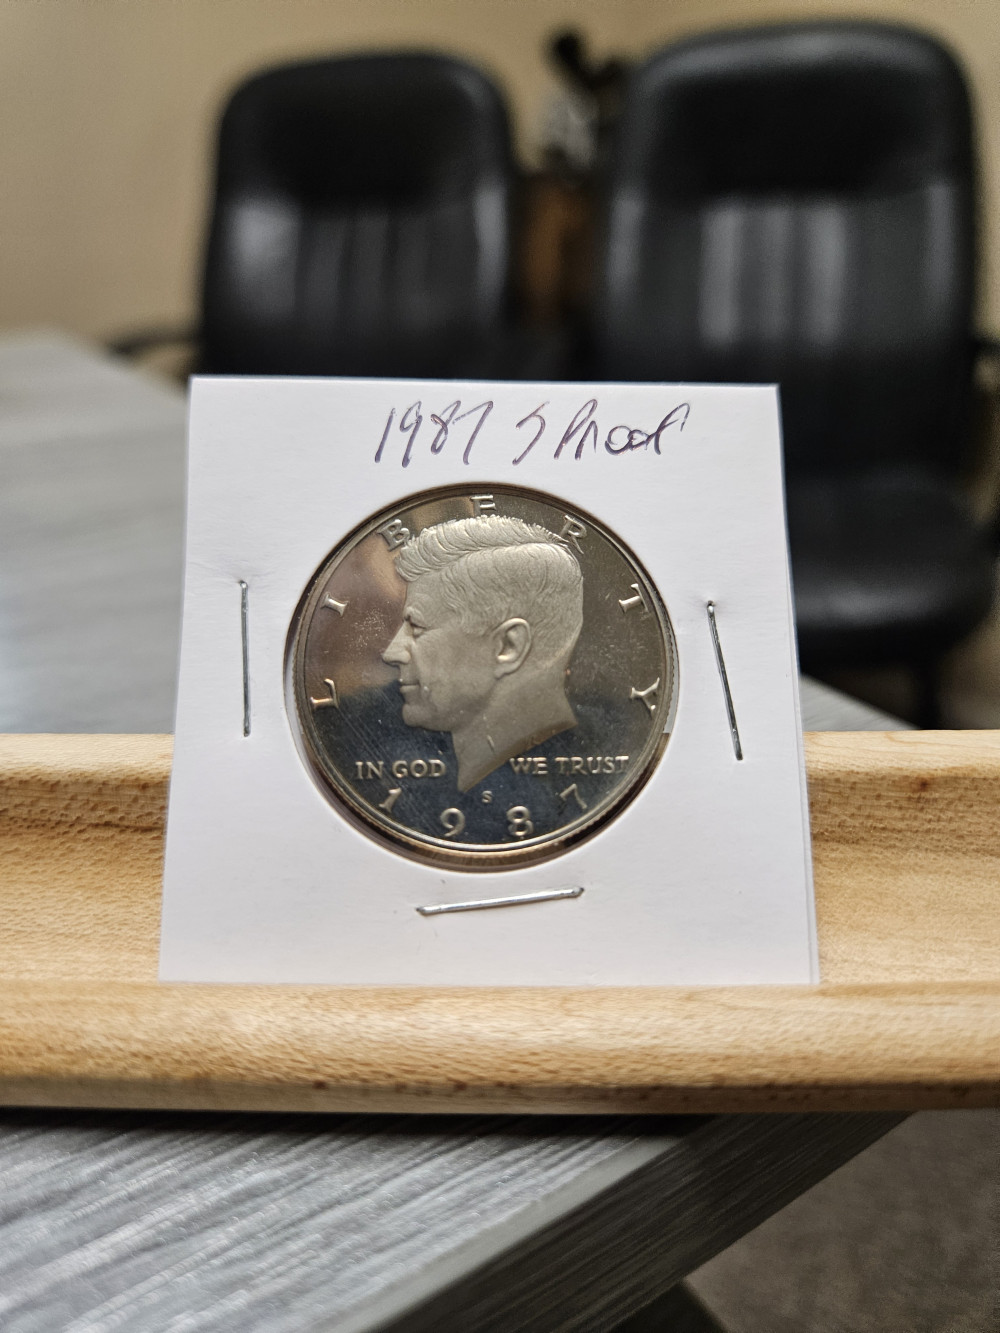 1987 S Proof
LIBERTY
IN GOD WE TRUST
S
1987